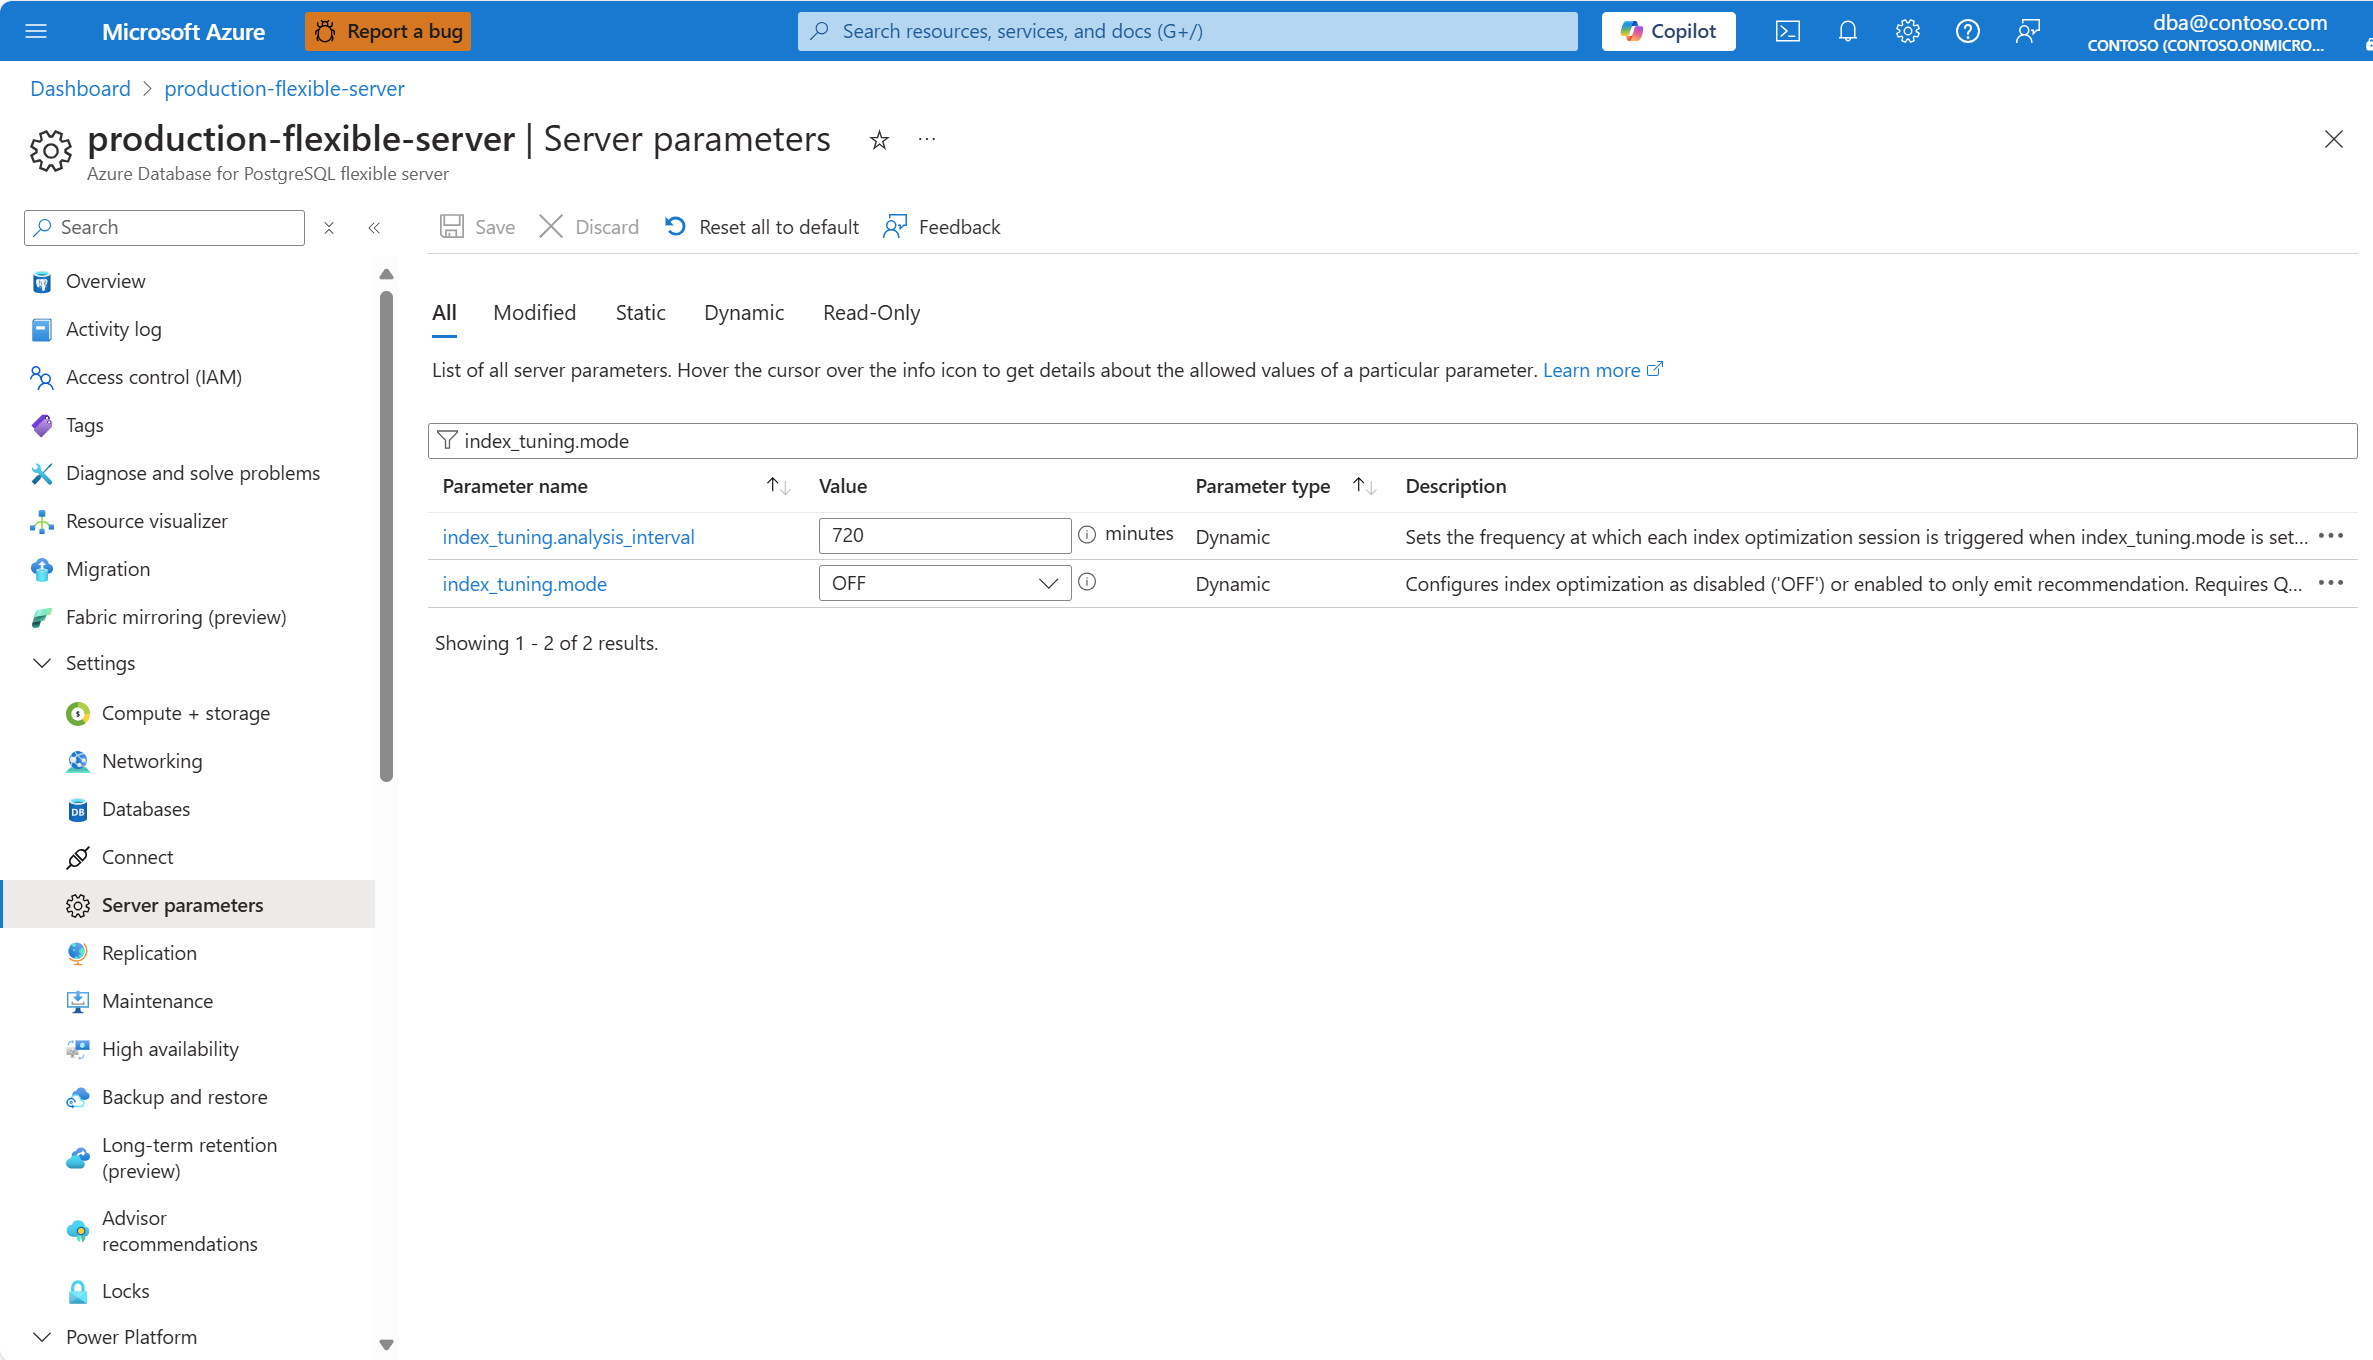 Microsoft Azure
Report a bug
Search resources, services, and docs (G+/)
Copilot
dba@contoso.com
CONTOSO (CONTOSO.ONMICRO...
Dashboard > production-flexible-server
production-flexible-server | Server parameters
Azure Database for PostgreSQL flexible server
Search
Save
Discard
Reset all to default
Feedback
Overview
Activity log
Access control (IAM)
Tags
Diagnose and solve problems
Resource visualizer
Migration
Fabric mirroring (preview)
Settings
Compute + storage
Networking
Databases
Connect
Server parameters
Replication
Maintenance
High availability
Backup and restore
Long-term retention
(preview)
Advisor
recommendations
Locks
Power Platform
All Modified Static Dynamic Read-Only
List of all server parameters. Hover the cursor over the info icon to get details about the allowed values of a particular parameter. Learn more
index_tuning.mode
Parameter name Value Parameter type Description
index_tuning.analysis_interval 720 minutes Dynamic Sets the frequency at which each index optimization session is triggered when index_tuning.mode is set...
index_tuning.mode OFF Dynamic Configures index optimization as disabled ('OFF') or enabled to only emit recommendation. Requires Q...
Showing 1 - 2 of 2 results.